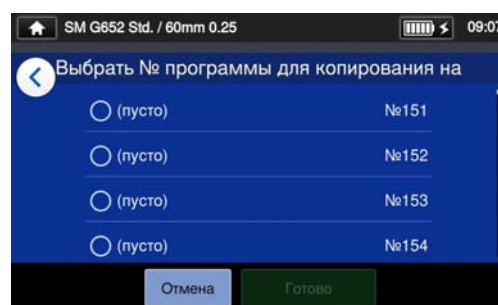 SM G652 Std. / 60mm 0.25 09:07
Выбрать № программы для копирования на
(пусто) №151
(пусто) №152
(пусто) №153
(пусто) №154
Отмена Готово